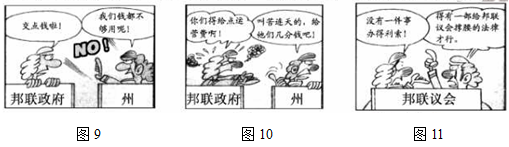 交点钱啦!
我们钱都不
够用呢!
NO!
邦联政府
州
你们得给点运
营费啊!
叫苦连天的,给
他们几分钱吧!
邦联政府
州
没有一件事
办得利索!
得有一部给邦联
议会撑腰的法律
才行。
邦联议会
图9
图10
图11